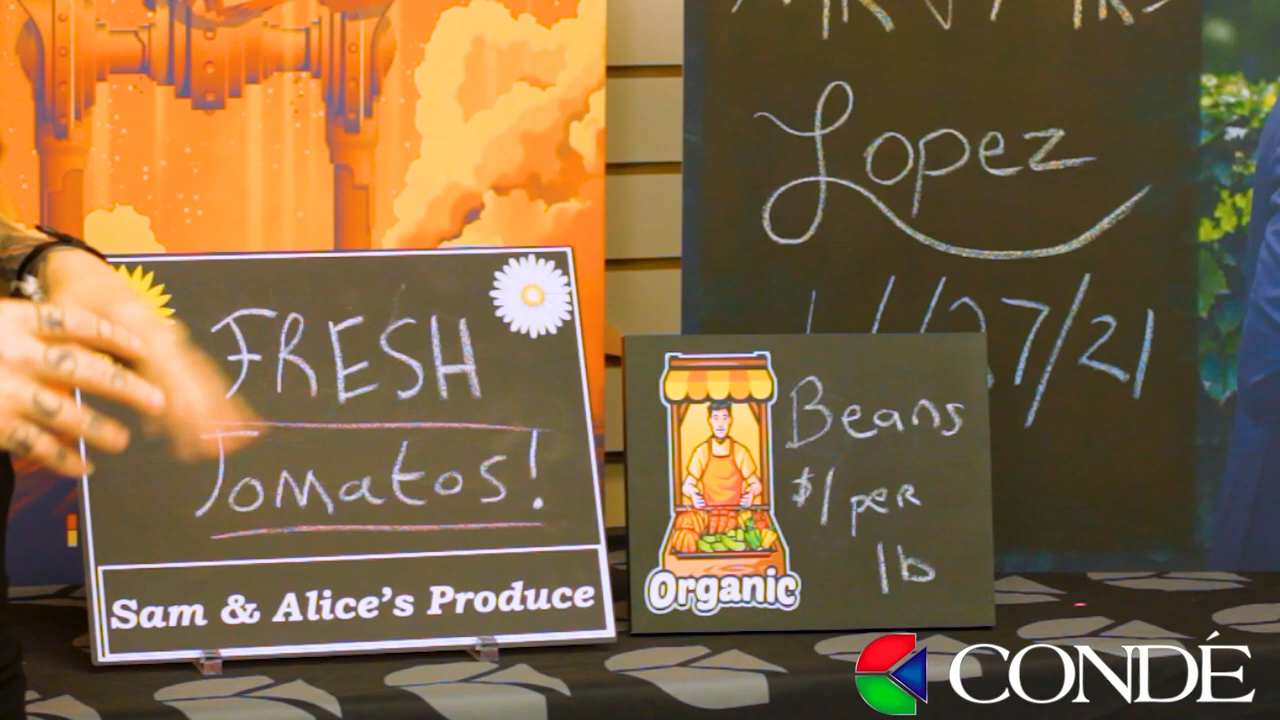 Lopez
FRESH
Tomatos!
Sam & Alice's Produce
Beans
$1 per
lb
Organic
CONDÉ